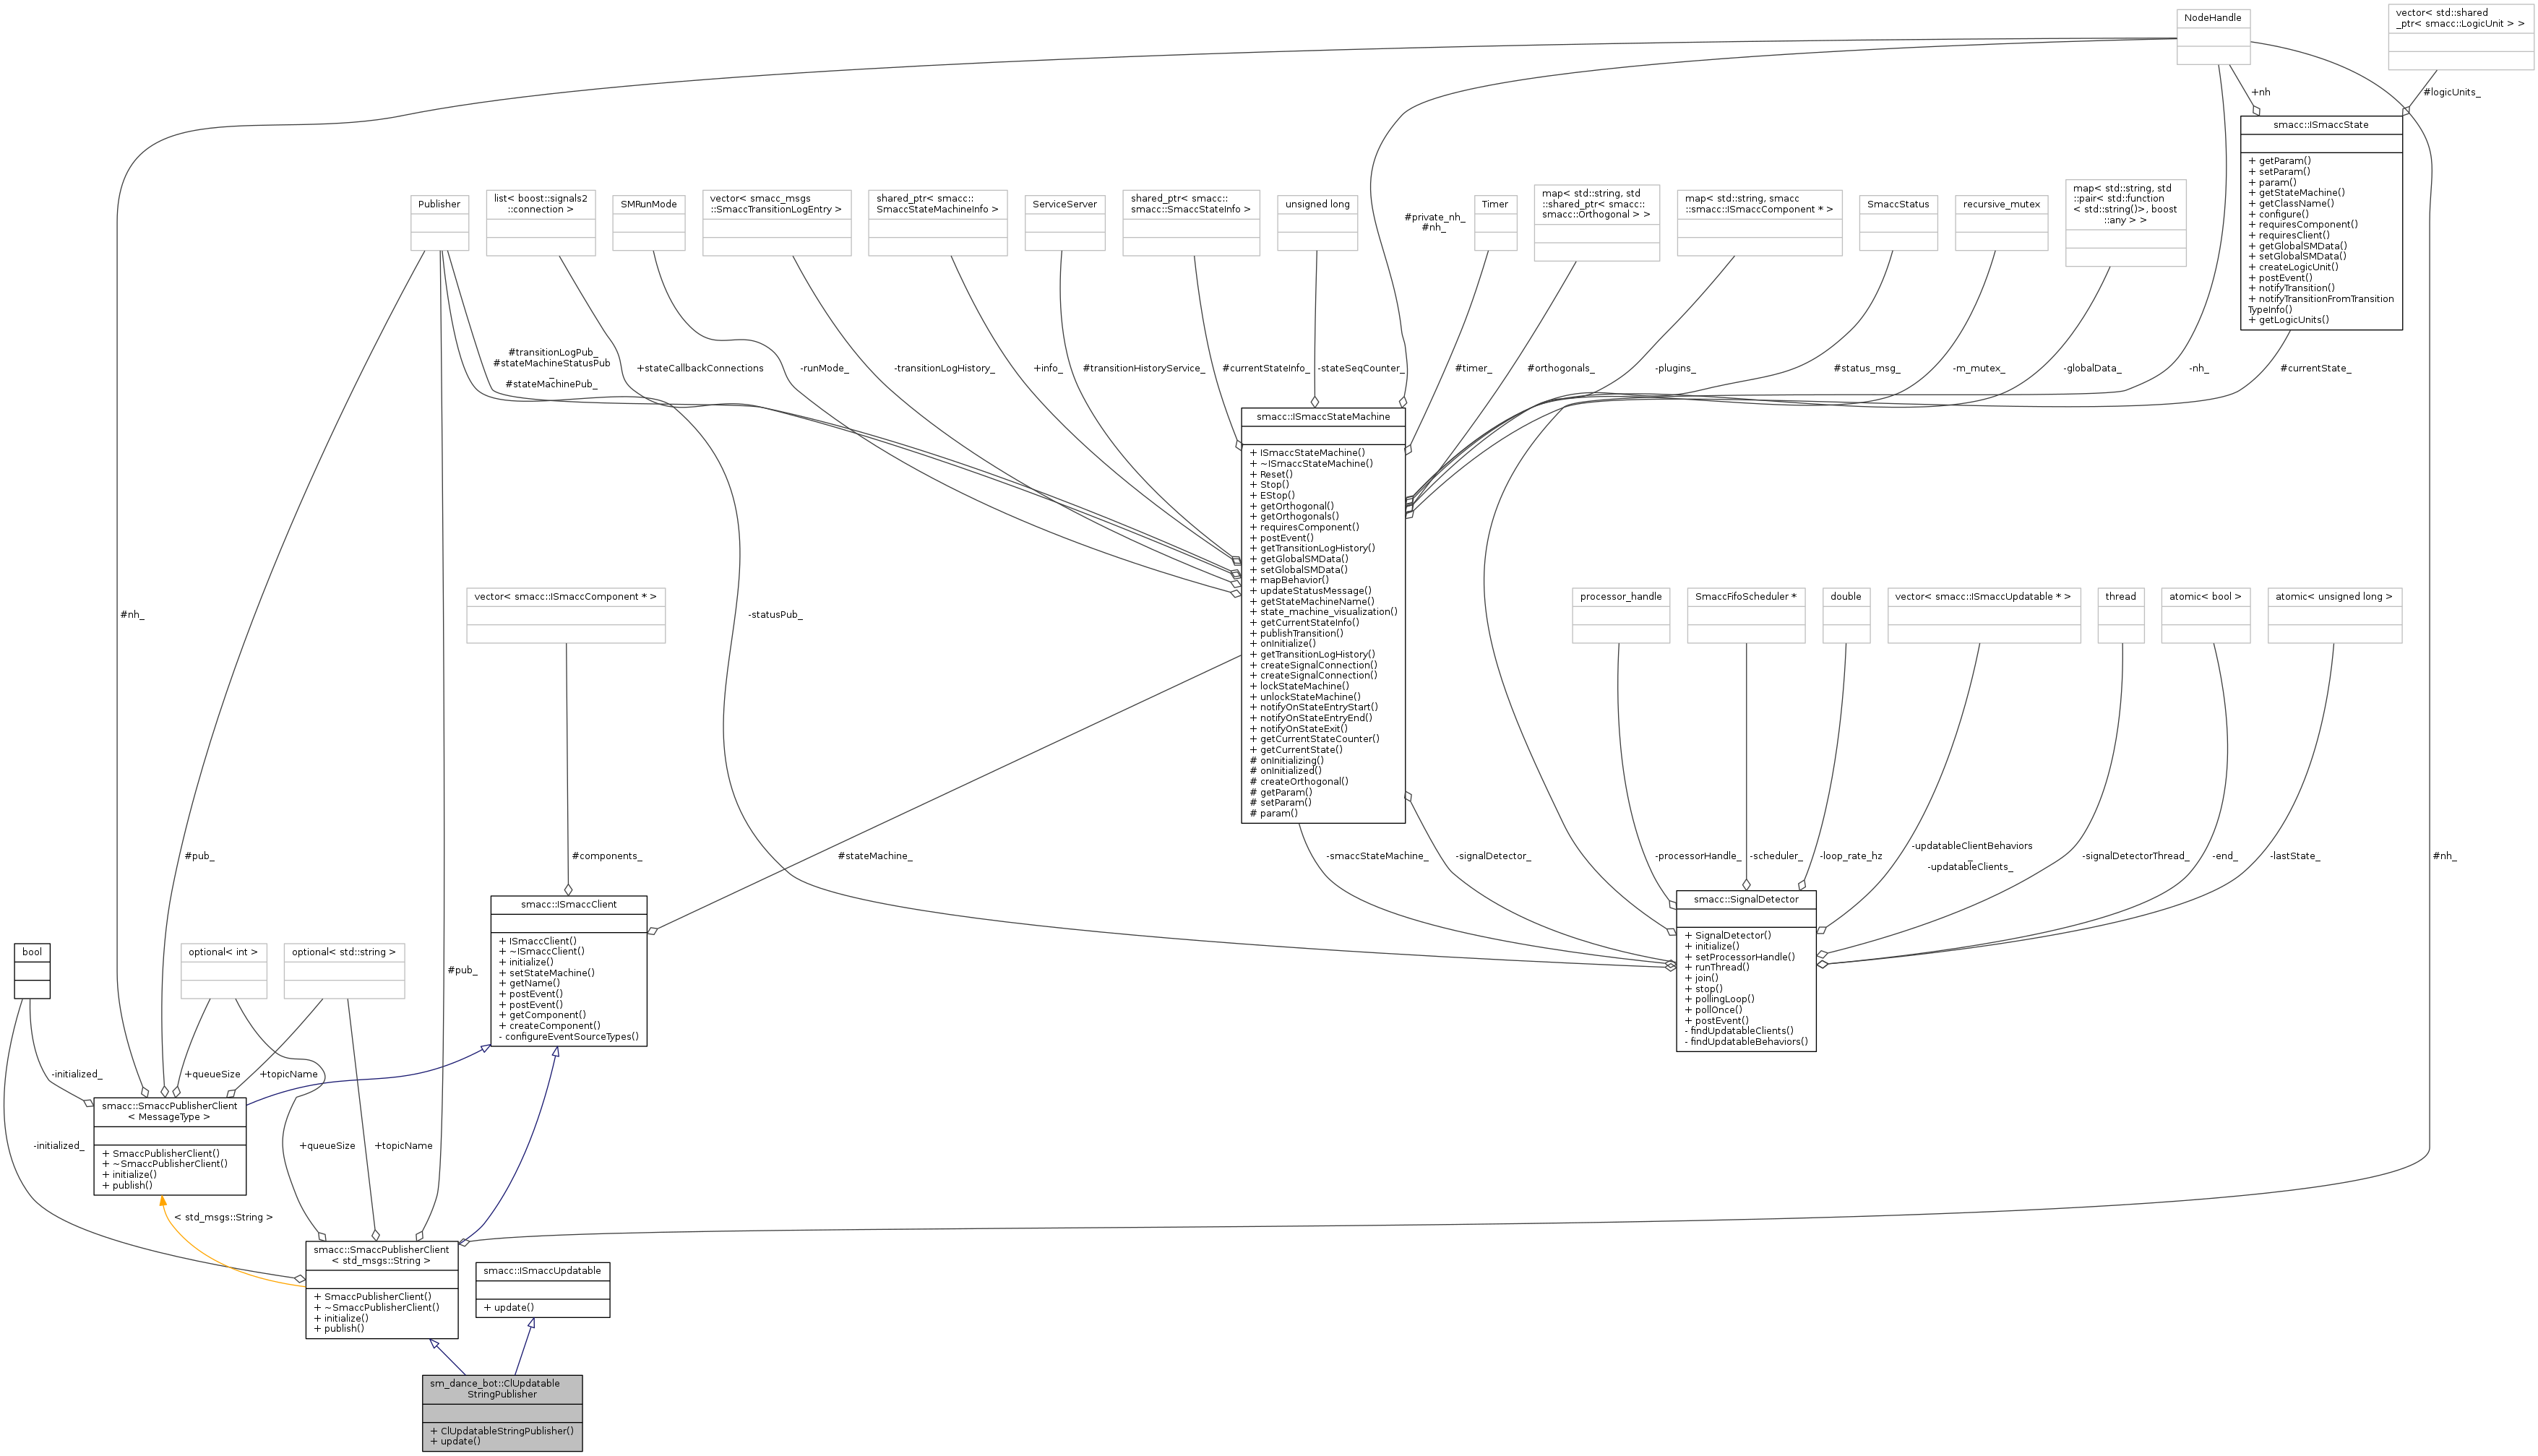 NodeHandle
vector< std::shared
_ptr< smacc::LogicUnit > >
+nh
#logicUnits_
smacc::ISmaccState
+ getParam()
+ setParam()
+ param()
+ getStateMachine()
+ getClassName()
+ configure()
+ requiresComponent()
+ requiresClient()
+ getGlobalSMData()
+ setGlobalSMData()
+ createLogicUnit()
+ postEvent()
+ notifyTransition()
+ notifyTransitionFromTransition
TypeInfo()
+ getLogicUnits()
Publisher
list< boost::signals2
::connection >
SMRunMode
vector< smacc_msgs
::SmaccTransitionLogEntry >
shared_ptr< smacc::
SmaccStateMachineInfo >
ServiceServer
shared_ptr< smacc::
smacc::SmaccStateInfo >
unsigned long
#private_nh_
#nh_
Timer
map< std::string, std
::shared_ptr< smacc::
smacc::Orthogonal > >
map< std::string, smacc
::smacc::ISmaccComponent * >
SmaccStatus
recursive_mutex
map< std::string, std
::pair< std::function
< std::string()>, boost
::any > >
#transitionLogPub_
#stateMachineStatusPub
_
#stateMachinePub_
+stateCallbackConnections
-runMode_
-transitionLogHistory_
+info_
#transitionHistoryService_
#currentStateInfo_
-stateSeqCounter_
#timer_
#orthogonals_
-plugins_
#status_msg_
-m_mutex_
-globalData_
-nh_
#currentState_
smacc::ISmaccStateMachine
+ ISmaccStateMachine()
+ ~ISmaccStateMachine()
+ Reset()
+ Stop()
+ EStop()
+ getOrthogonal()
+ getOrthogonals()
+ requiresComponent()
+ postEvent()
+ getTransitionLogHistory()
+ getGlobalSMData()
+ setGlobalSMData()
+ mapBehavior()
+ updateStatusMessage()
+ getStateMachineName()
+ state_machine_visualization()
+ getCurrentStateInfo()
+ publishTransition()
+ onInitialize()
+ getTransitionLogHistory()
+ createSignalConnection()
+ createSignalConnection()
+ lockStateMachine()
+ unlockStateMachine()
+ notifyOnStateEntryStart()
+ notifyOnStateEntryEnd()
+ notifyOnStateExit()
+ getCurrentStateCounter()
+ getCurrentState()
# onInitializing()
# onInitialized()
# createOrthogonal()
# getParam()
# setParam()
# param()
#nh_
vector< smacc::ISmaccComponent * >
-statusPub_
processor_handle
SmaccFifoScheduler *
double
vector< smacc::ISmaccUpdatable * >
thread
atomic< bool >
atomic< unsigned long >
#pub_
#components_
#stateMachine_
-smaccStateMachine_
-signalDetector_
-processorHandle_
-scheduler_
-loop_rate_hz
-updatableClientBehaviors
_
-updatableClients_
-signalDetectorThread_
-end_
-lastState_
#nh_
smacc::ISmaccClient
+ ISmaccClient()
+ ~ISmaccClient()
+ initialize()
+ setStateMachine()
+ getName()
+ postEvent()
+ postEvent()
+ getComponent()
+ createComponent()
- configureEventSourceTypes()
smacc::SignalDetector
+ SignalDetector()
+ initialize()
+ setProcessorHandle()
+ runThread()
+ join()
+ stop()
+ pollingLoop()
+ pollOnce()
+ postEvent()
- findUpdatableClients()
- findUpdatableBehaviors()
bool
optional< int >
optional< std::string >
#pub_
-initialized_
+queueSize
+topicName
smacc::SmaccPublisherClient
< MessageType >
+ SmaccPublisherClient()
+ ~SmaccPublisherClient()
+ initialize()
+ publish()
-initialized_
+queueSize
+topicName
< std_msgs::String >
smacc::SmaccPublisherClient
< std_msgs::String >
+ SmaccPublisherClient()
+ ~SmaccPublisherClient()
+ initialize()
+ publish()
smacc::ISmaccUpdatable
+ update()
sm_dance_bot::ClUpdatable
StringPublisher
+ ClUpdatableStringPublisher()
+ update()